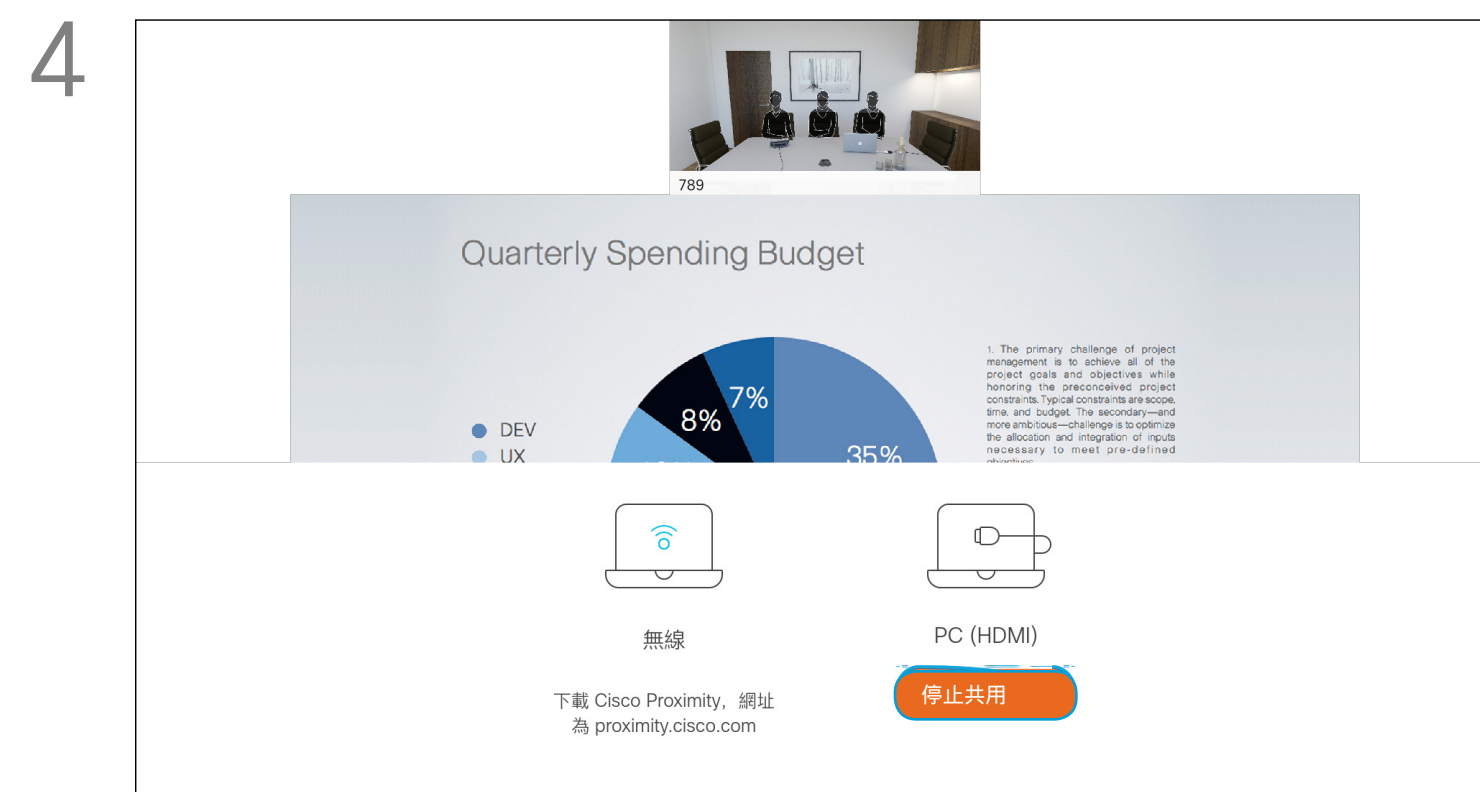 4
789
Quarterly Spending Budget
7%
8%
35%
DEV
UX
1. The primary challenge of project
management is to achieve all of the
project goals and objectives while
honoring the preconceived project
constraints. Typical constraints are scope,
time, and budget. The secondary—and
more ambitious—challenge is to optimize
the allocation and integration of inputs
necessary to meet pre-defined
objectives.
無線
PC (HDMI)
下載 Cisco Proximity，網址
為 proximity.cisco.com
停止共用